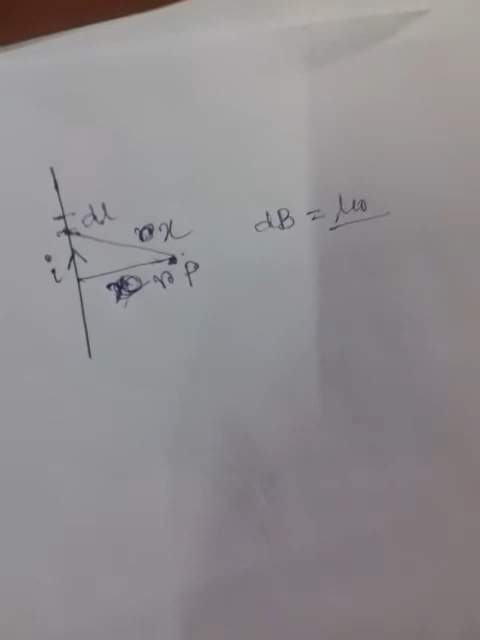 dl
x
i
r P
dB = μ0